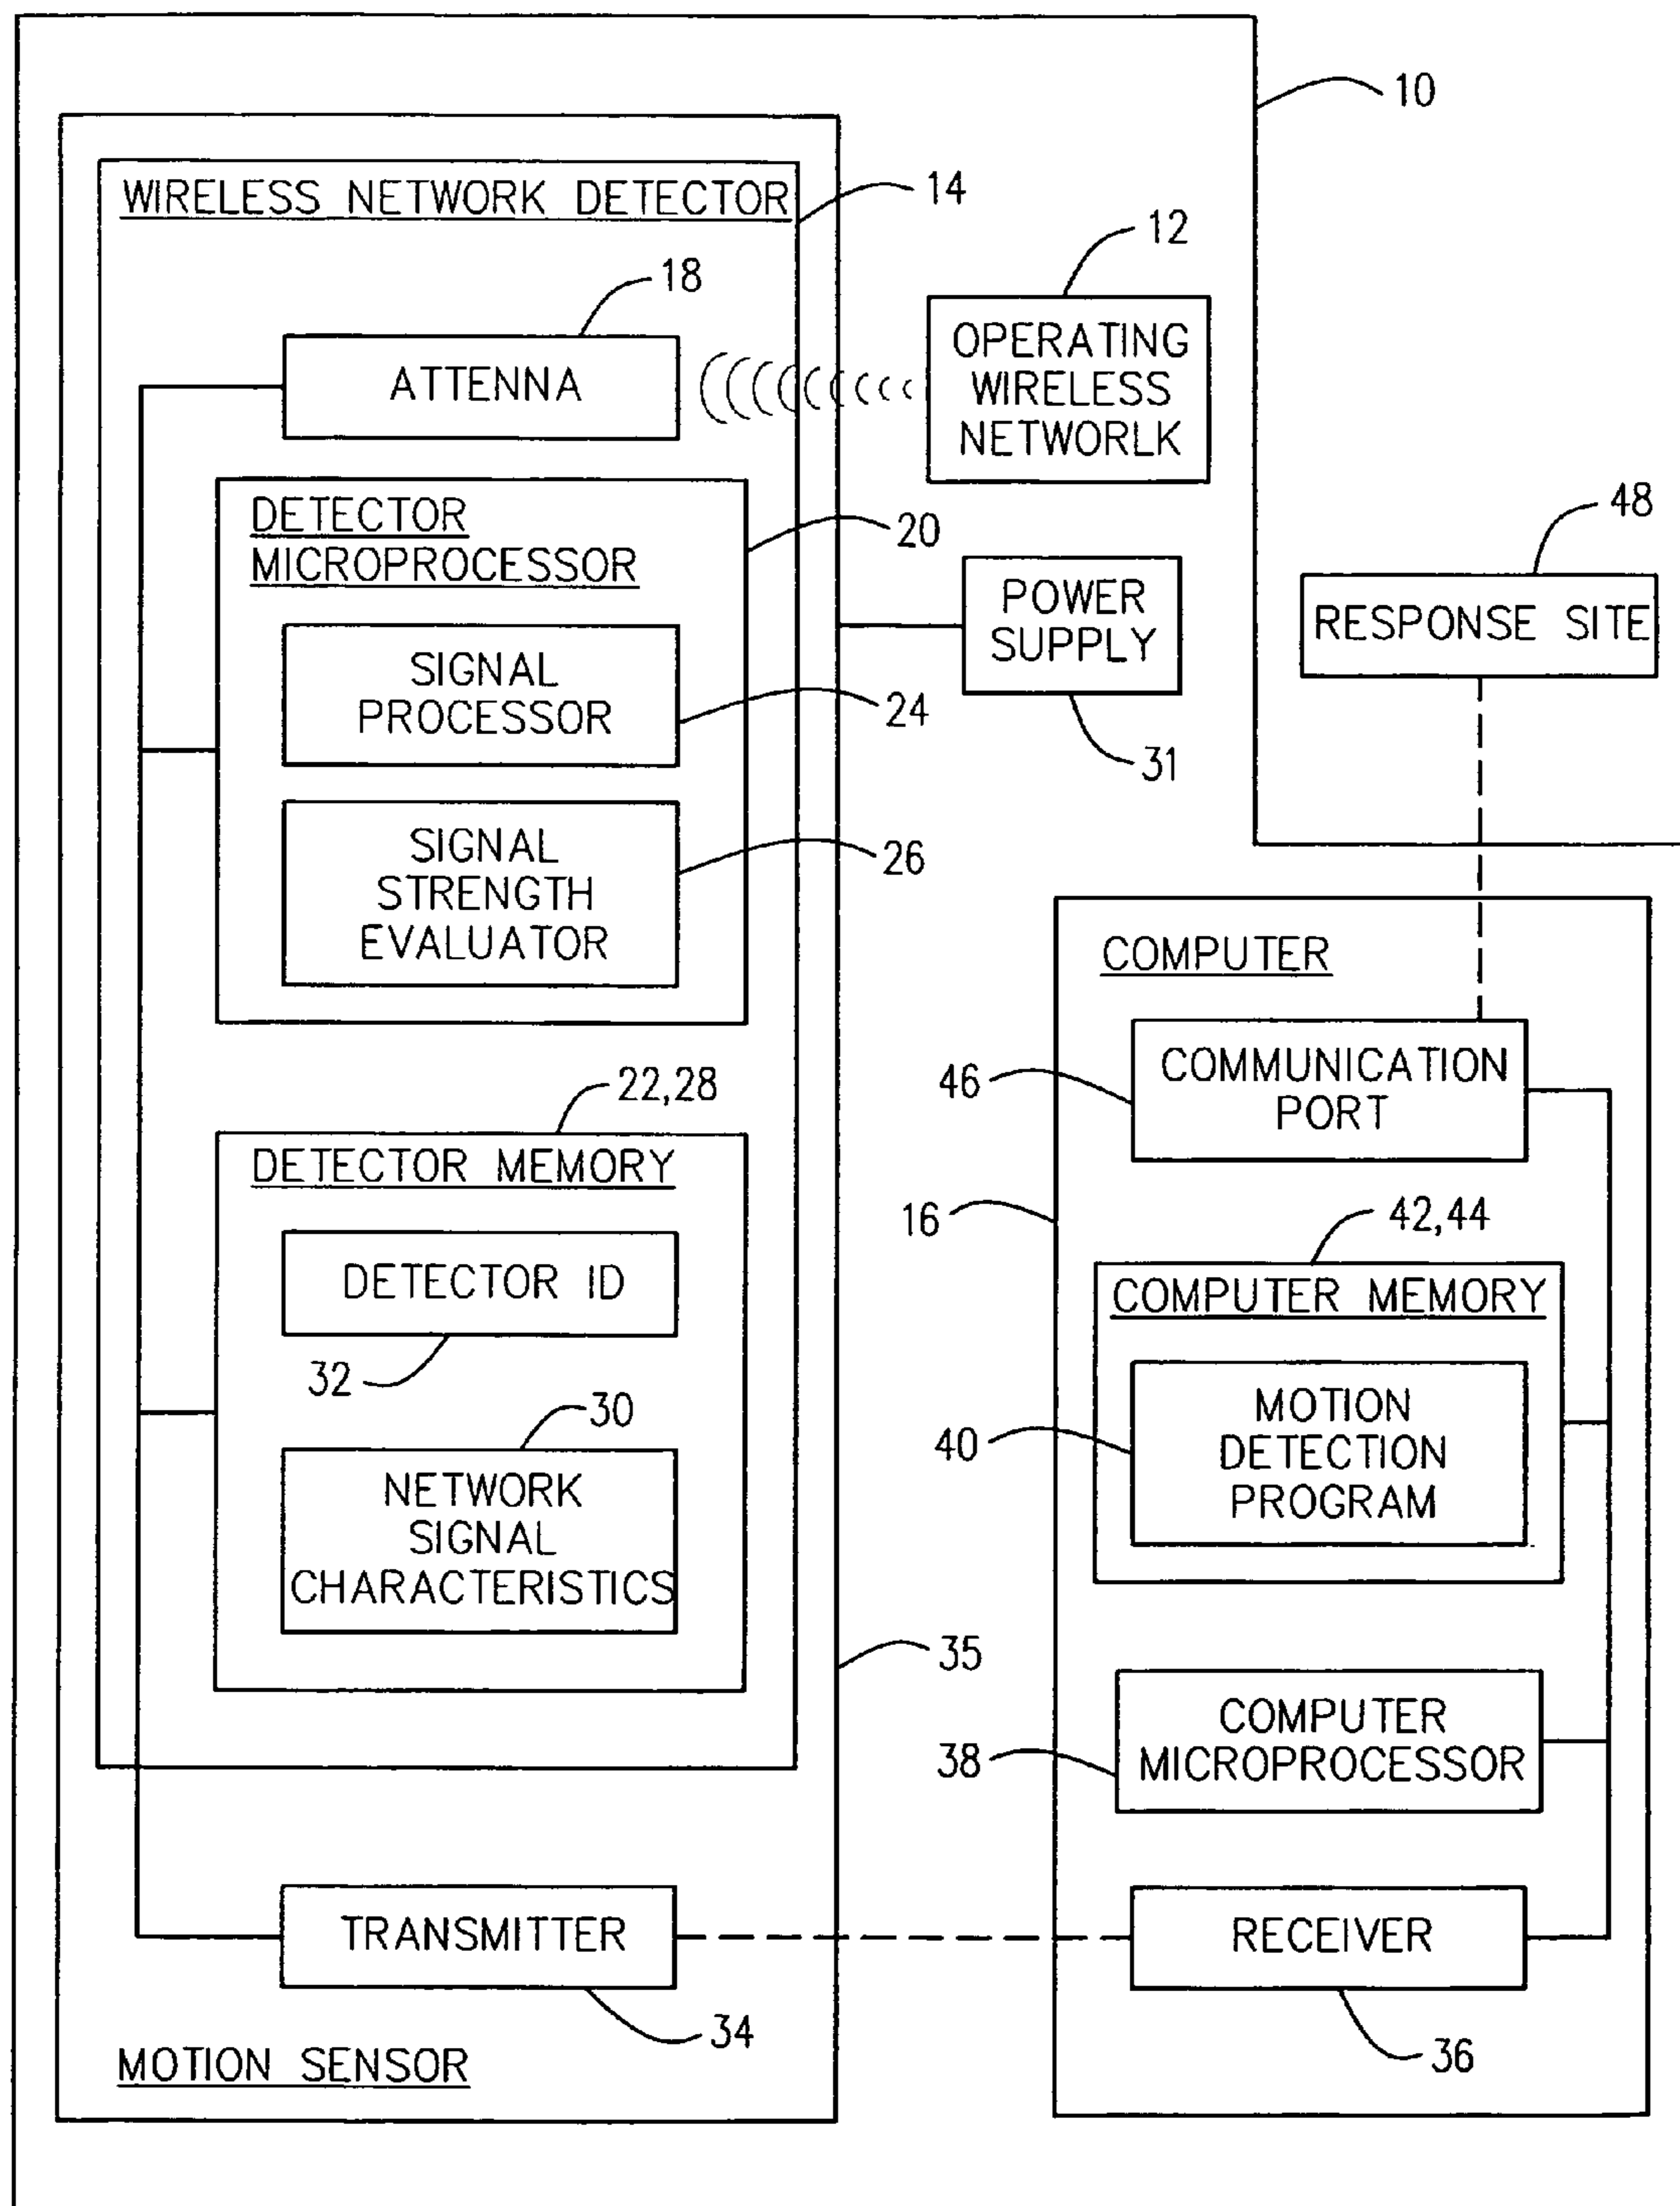 10
WIRELESS NETWORK DETECTOR
14
12
18
ATTENNA
OPERATING
WIRELESS
NETWORLK
DETECTOR
MICROPROCESSOR
20
48
POWER
SUPPLY
RESPONSE SITE
SIGNAL
PROCESSOR
24
31
SIGNAL
STRENGTH
EVALUATOR
26
COMPUTER
COMMUNICATION
PORT
46
22,28
DETECTOR MEMORY
16
42,44
DETECTOR ID
COMPUTER MEMORY
32
30
MOTION
DETECTION
PROGRAM
40
NETWORK
SIGNAL
CHARACTERISTICS
35
COMPUTER
MICROPROCESSOR
38
TRANSMITTER
RECEIVER
34
36
MOTION SENSOR